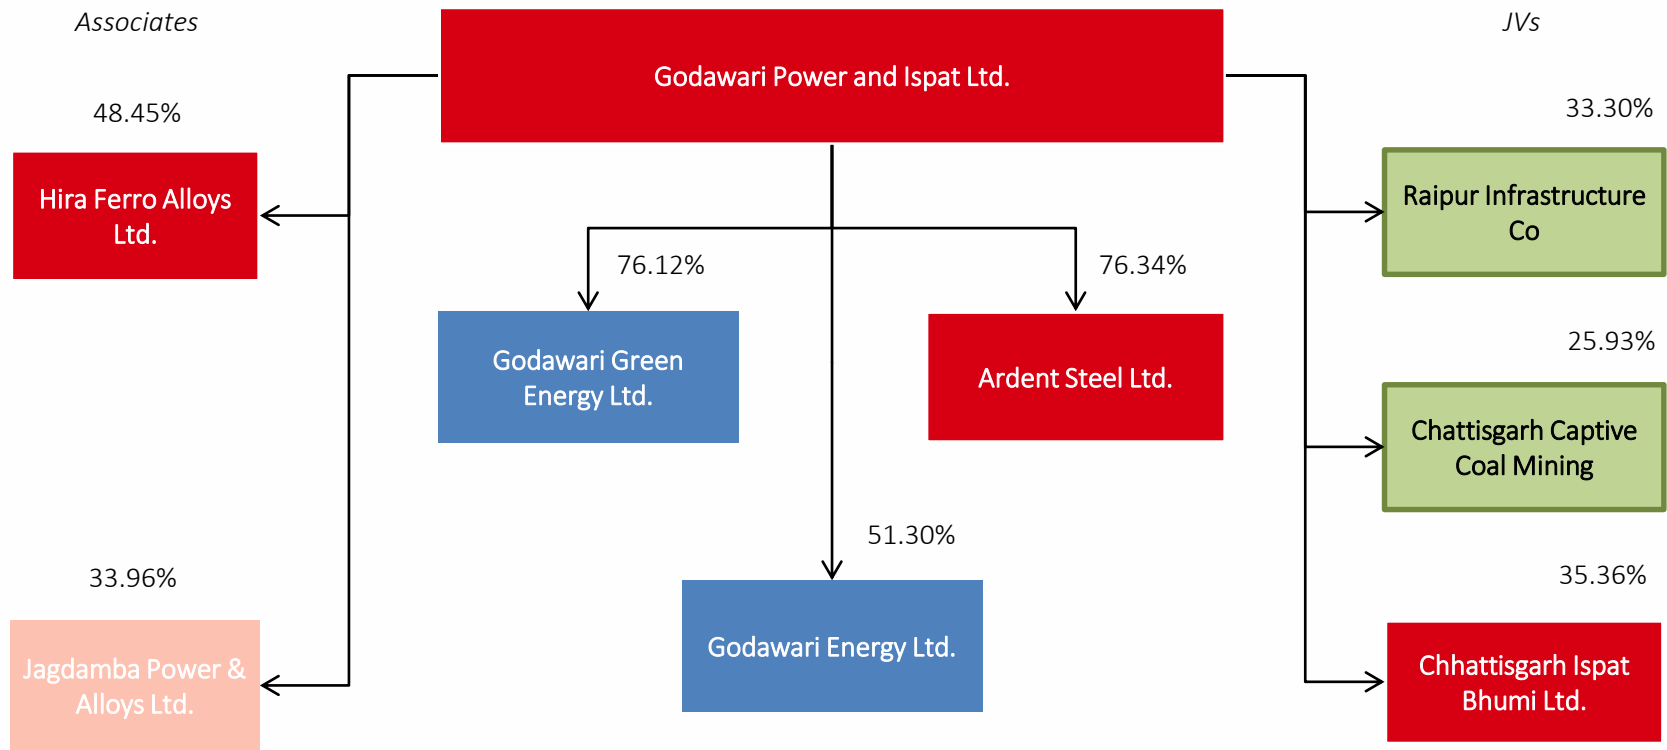 Associates
JVs
Godawari Power and Ispat Ltd.
48.45%
33.30%
Hira Ferro Alloys
Ltd.
Raipur Infrastructure
Co
76.12%
76.34%
Godawari Green
Energy Ltd.
Ardent Steel Ltd.
25.93%
Chattisgarh Captive
Coal Mining
51.30%
33.96%
35.36%
Godawari Energy Ltd.
Jagdamba Power &
Alloys Ltd.
Chhattisgarh Ispat
Bhumi Ltd.